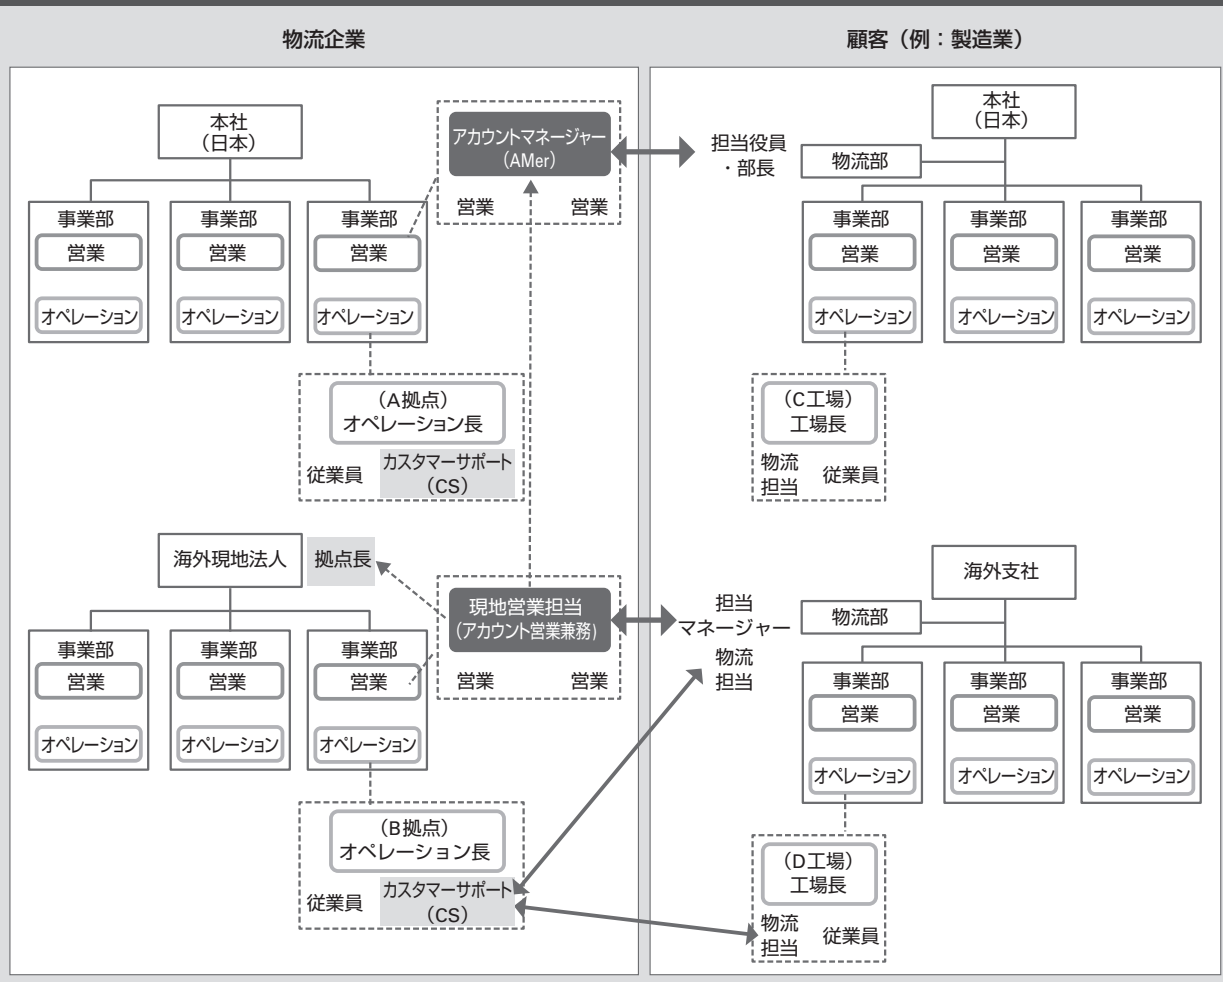 物流企業
顧客（例：製造業）
本社
（日本）
アカウントマネージャー
（AMer）
営業
営業
事業部
事業部
事業部
営業
営業
営業
オペレーション
オペレーション
オペレーション
（A拠点）
オペレーション長
従業員
カスタマーサポート
（CS）
海外現地法人
拠点長
現地営業担当
（アカウント営業兼務）
営業
営業
事業部
事業部
事業部
営業
営業
営業
オペレーション
オペレーション
オペレーション
（B拠点）
オペレーション長
従業員
カスタマーサポート
（CS）
担当役員
・部長
本社
（日本）
物流部
事業部
事業部
事業部
営業
営業
営業
オペレーション
オペレーション
オペレーション
（C工場）
工場長
物流
担当
従業員
担当
マネージャー
物流
担当
海外支社
物流部
事業部
事業部
事業部
営業
営業
営業
オペレーション
オペレーション
オペレーション
（D工場）
工場長
物流
担当
従業員